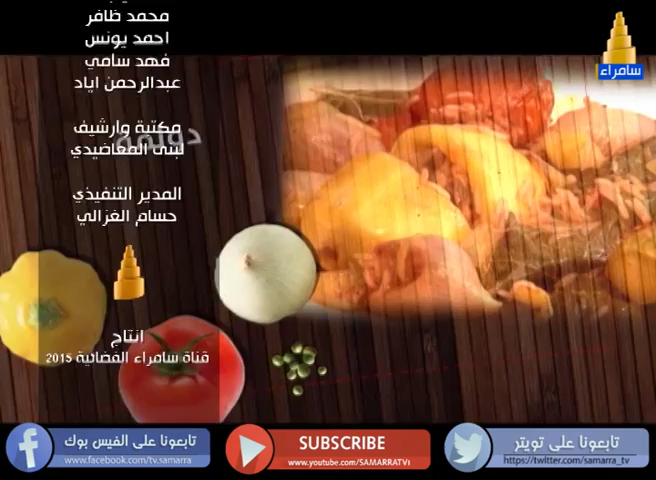 محمد ظافر
احمد يونس
فهد سامي
عبدالرحمن اياد
مكتبة وارشيف
لبنى المعاضيدي
دولمة
المدير التنفيذي
حسام الغزالي
انتاج
قناة سامراء الفضائية 2015
سامراء
تابعونا على الفيس بوك
www.facebook.com/tv.samarra
SUBSCRIBE
www.youtube.com/SAMARRATV1
تابعونا على تويتر
https://twitter.com/samarra_tv